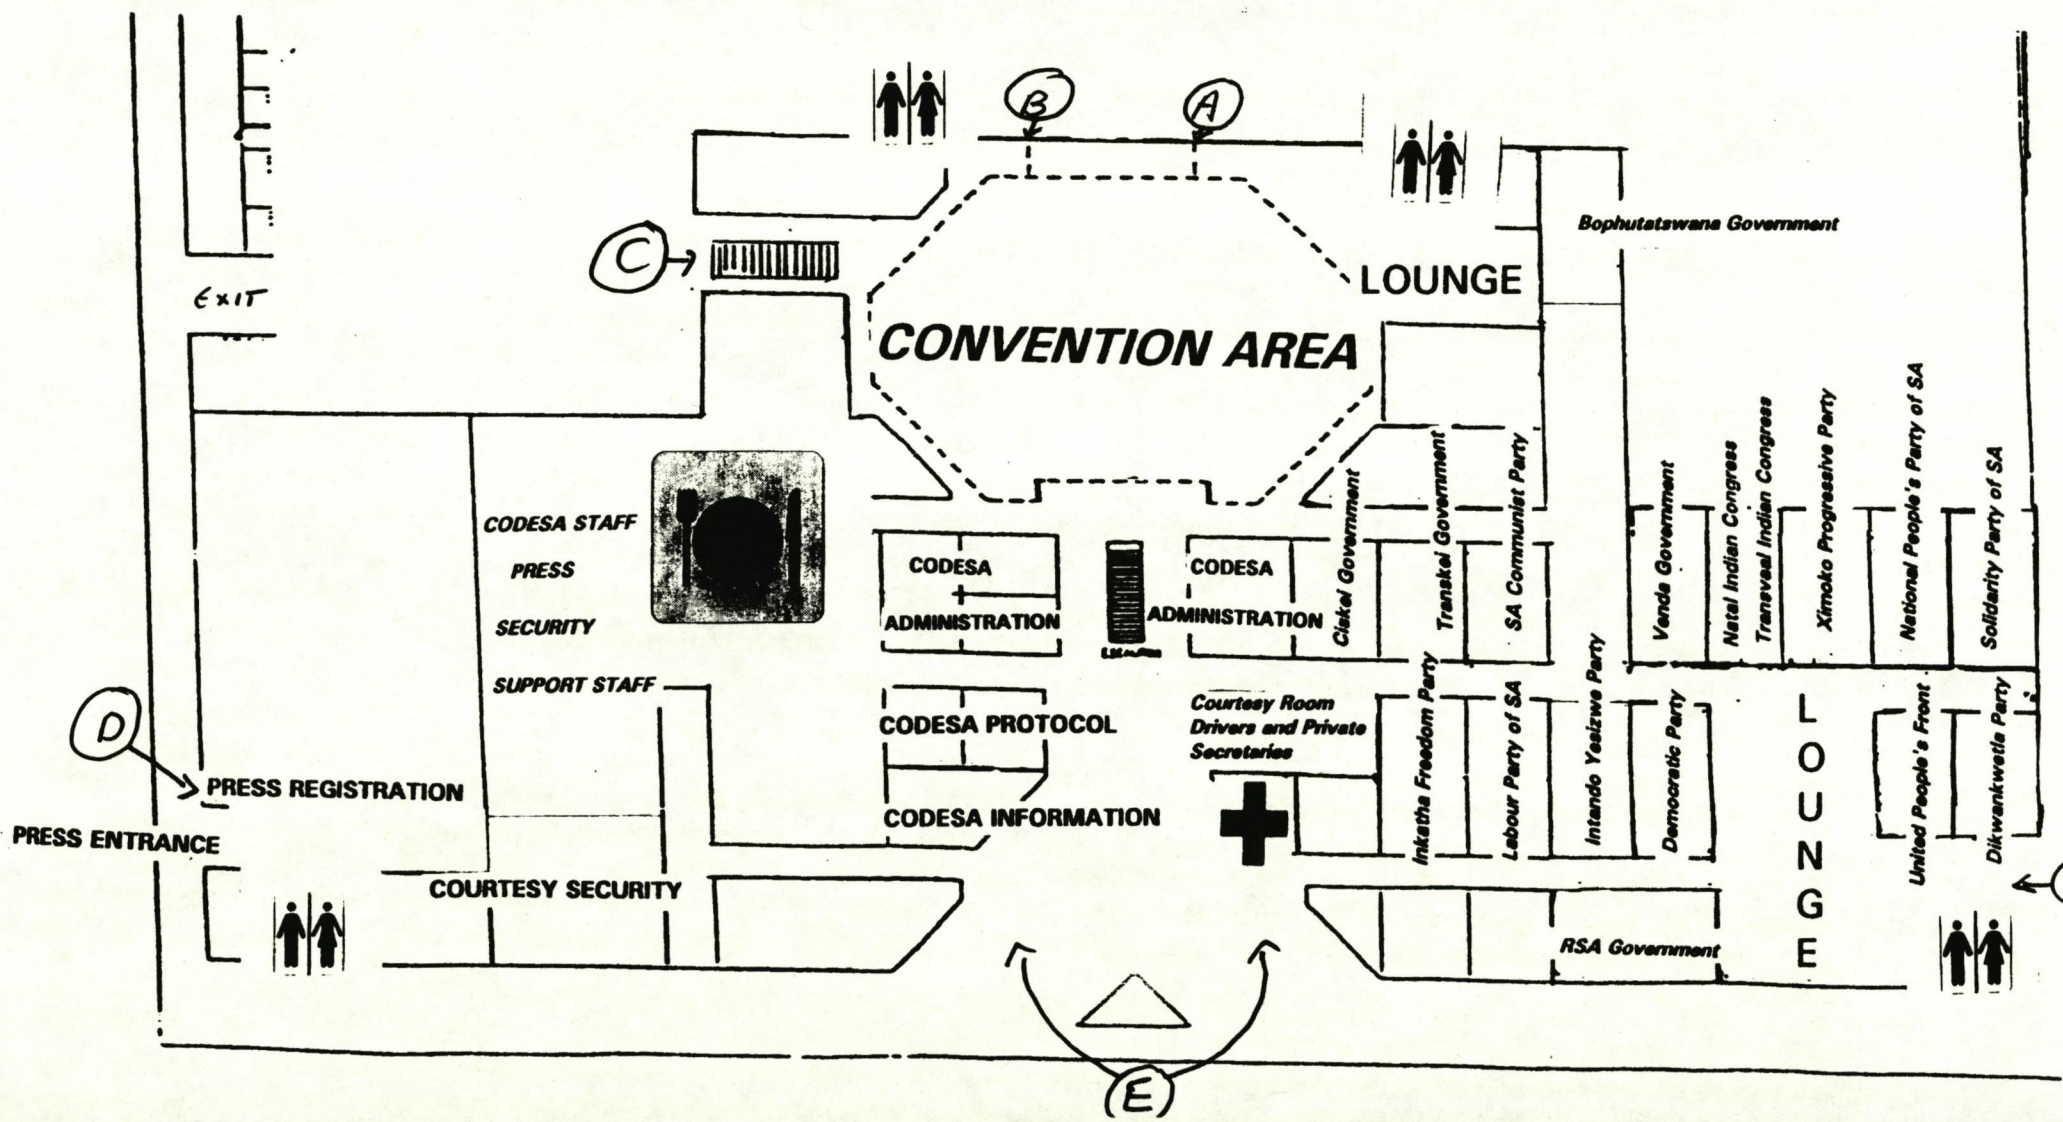 B
A
Bophutatswana Government
C
LOUNGE
EXIT
CONVENTION AREA
CODESA STAFF
PRESS
SECURITY
SUPPORT STAFF
CODESA
ADMINISTRATION
CODESA
ADMINISTRATION
Ciskei Government
Transkei Government
SA Communist Party
Venda Government
Natal Indian Congress
Transvaal Indian Congress
Ximoko Progressive Party
National People's Party of SA
Solidarity Party of SA
D
CODESA PROTOCOL
Courtesy Room
Drivers and Private
Secretaries
Inkatha Freedom Party
Labour Party of SA
Intando Yesizwe Party
Democratic Party
LOUNGE
United People's Front
Dikwankwetla Party
PRESS REGISTRATION
CODESA INFORMATION
PRESS ENTRANCE
COURTESY SECURITY
RSA Government
E